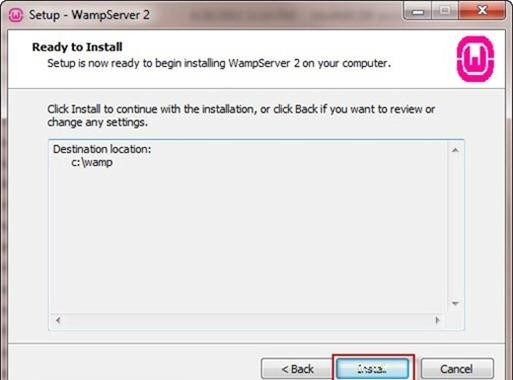 Setup - WampServer 2
Ready to Install
Setup is now ready to begin installing WampServer 2 on your computer.
Click Install to continue with the installation, or click Back if you want to review or
change any settings.
Destination location:
c:\wamp
< Back
Install
Cancel